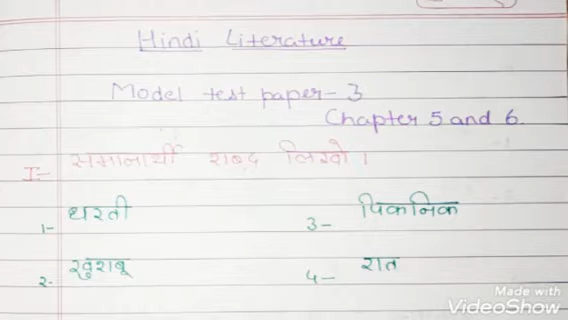 Hindi Literature
Model test paper-3
Chapter 5 and 6.
I:- समानार्थी शब्द लिखो।
1- धरती 3- पिकनिक
2- खुशबू 4- रात
Made with
VideoShow